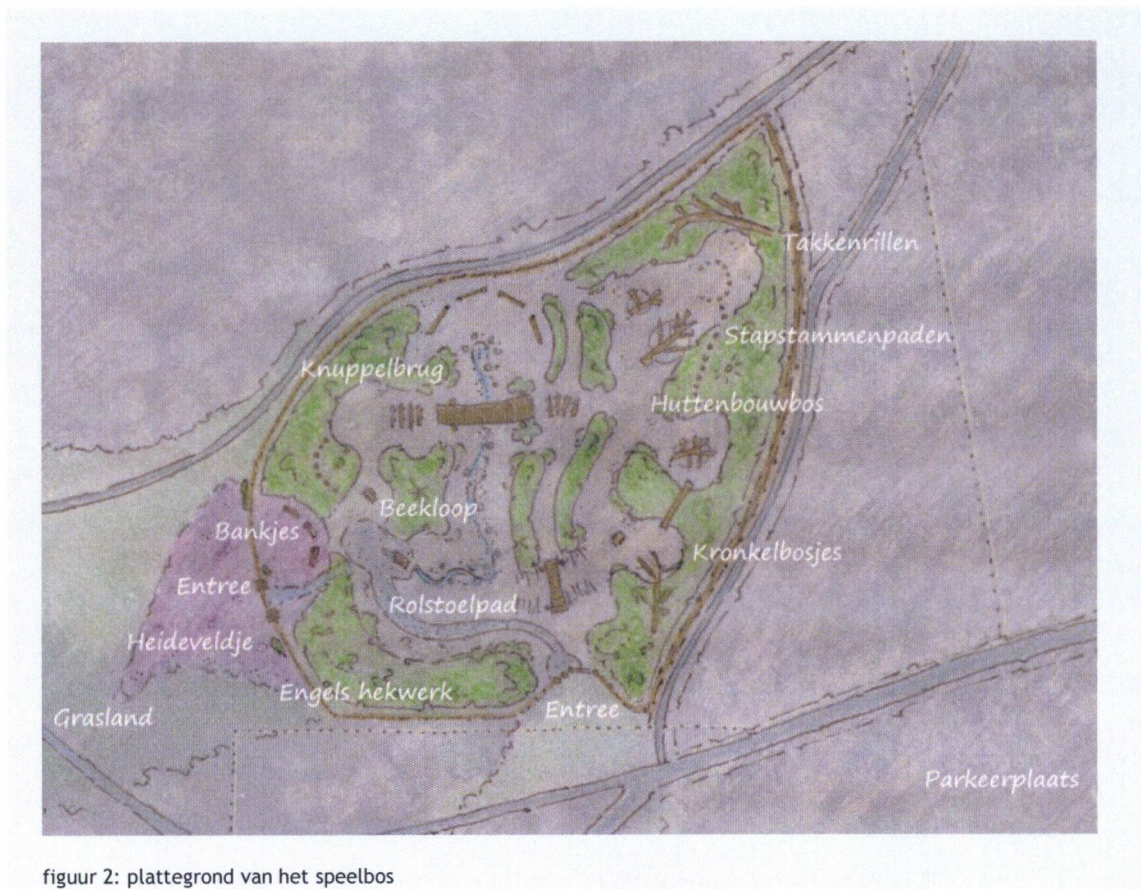 Takkenrillen
Stapstammenpaden
Knuppelbrug
Huttenbouwbos
Beekloop
Bankjes
Kronkelbosjes
Entree
Rolstoelpad
Heideveldje
Engels hekwerk
Entree
Grasland
Parkeerplaats
figuur 2: plattegrond van het speelbos